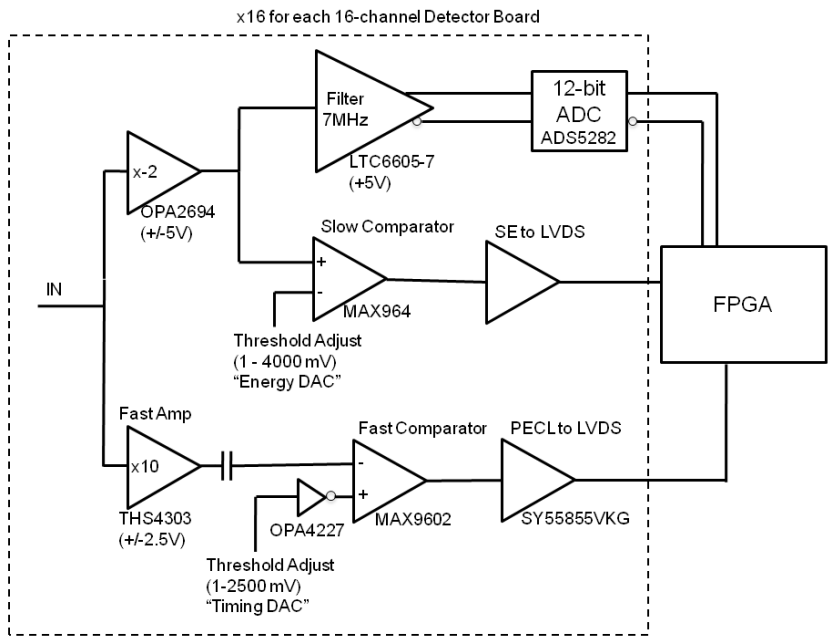 x16 for each 16-channel Detector Board
Filter
7MHz
LTC6605-7
(+5V)
12-bit
ADC
ADS5282
x-2
OPA2694
(+/-5V)
Slow Comparator
+
-
MAX964
SE to LVDS
IN
FPGA
Threshold Adjust
(1 - 4000 mV)
“Energy DAC”
Fast Amp
x10
THS4303
(+/-2.5V)
Fast Comparator
-
+
MAX9602
PECL to LVDS
SY55855VKG
OPA4227
Threshold Adjust
(1-2500 mV)
“Timing DAC”